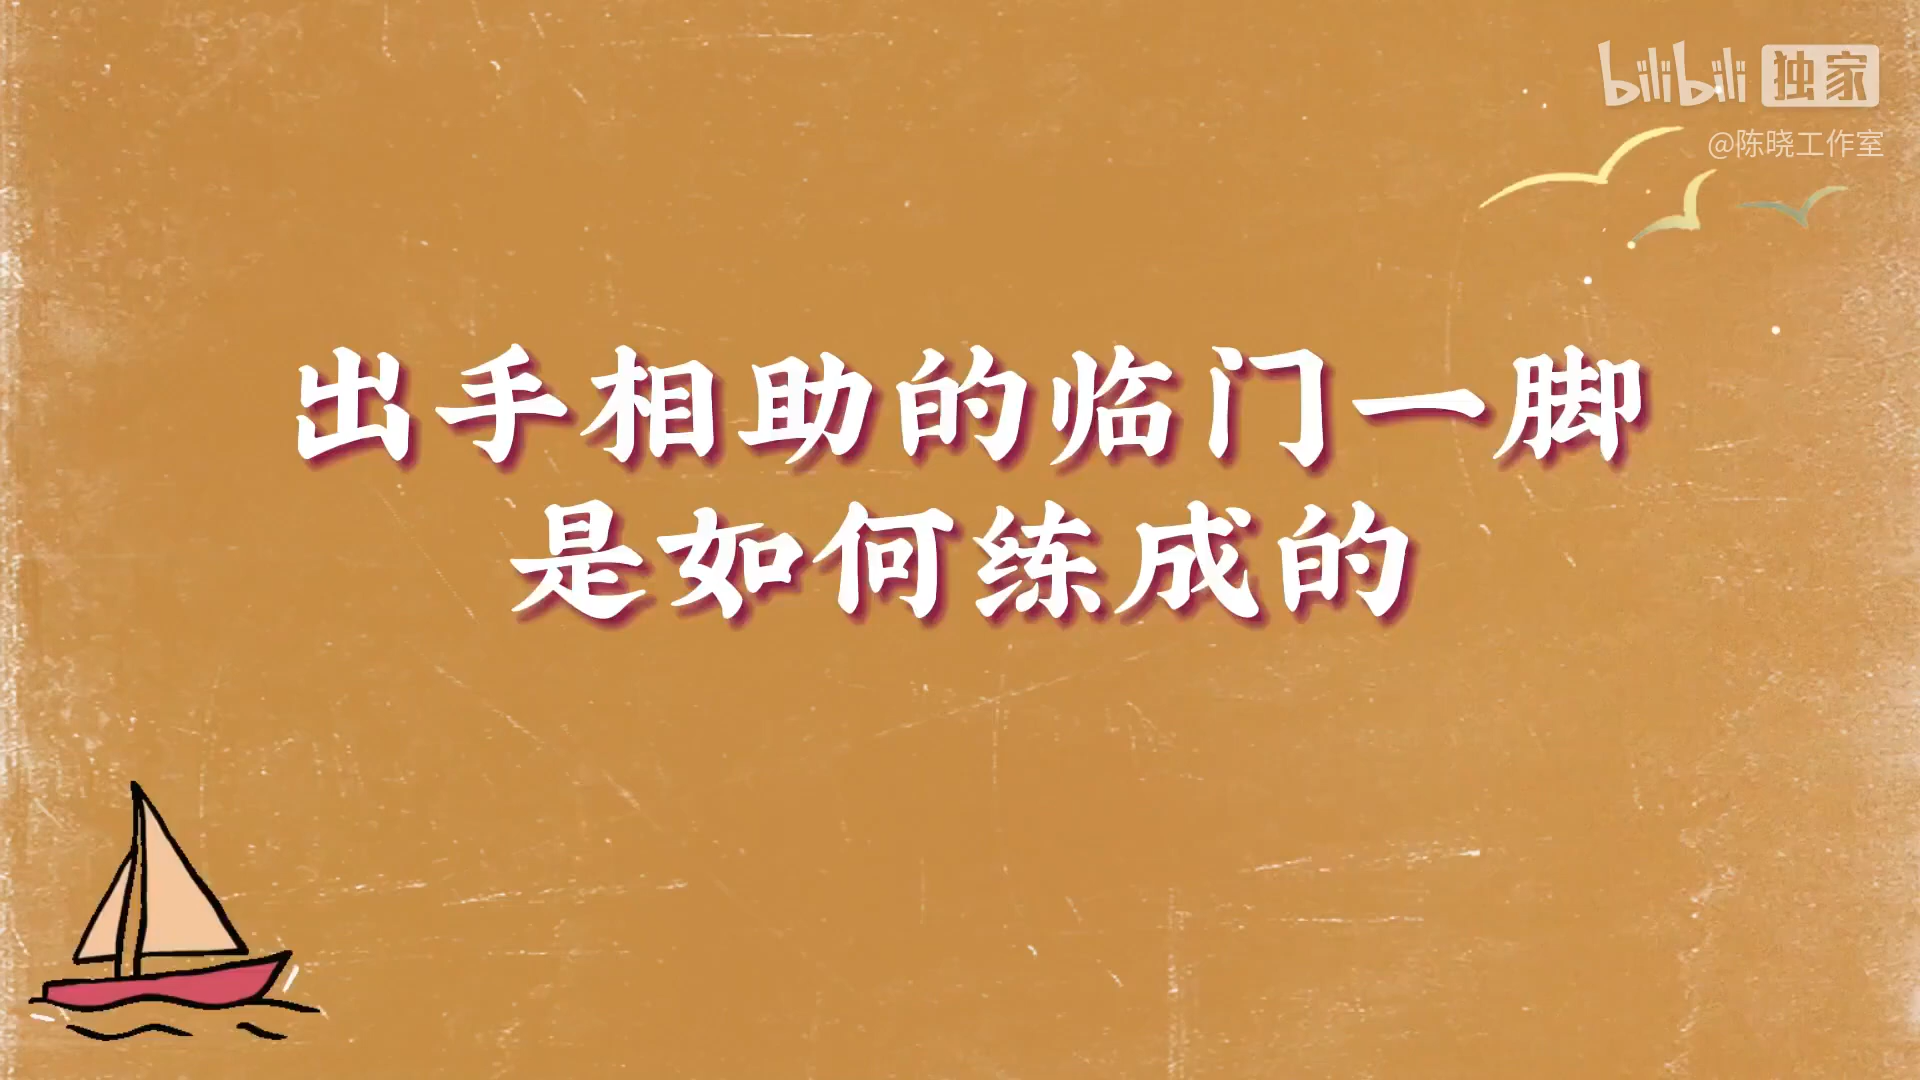 bilibili 独家
@陈晓工作室
出手相助的临门一脚
是如何练成的